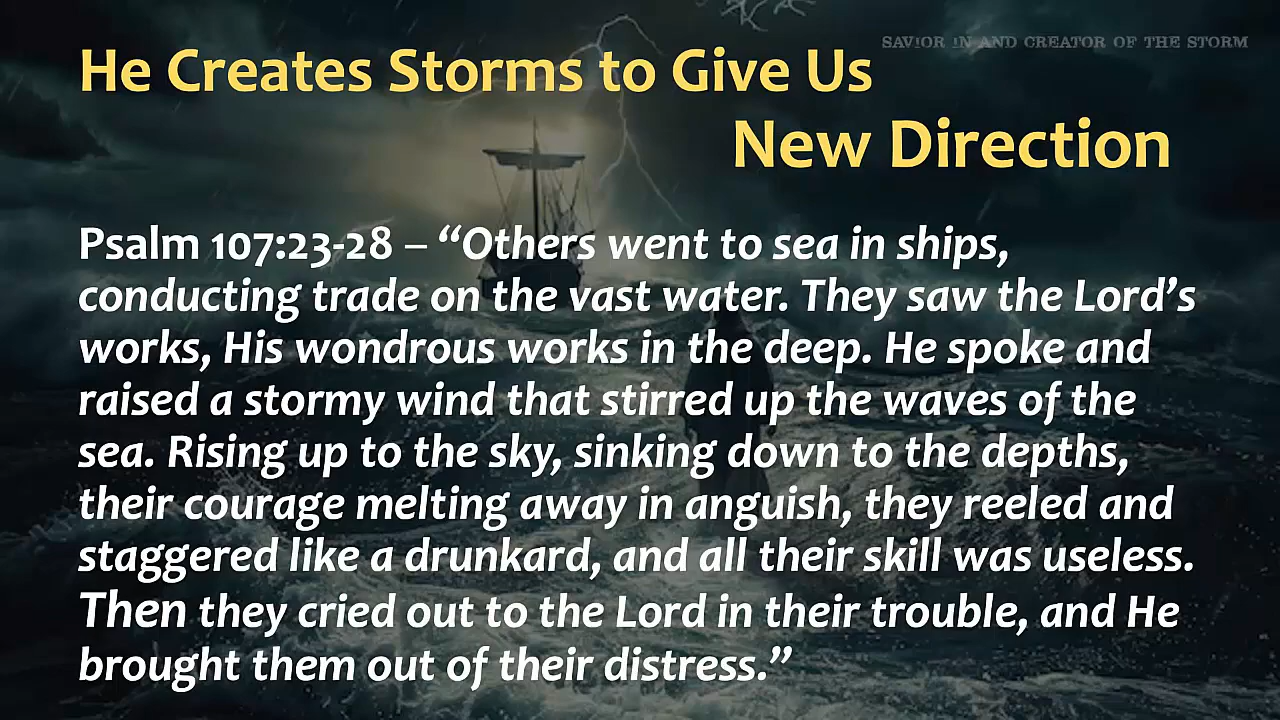 SAVIOR IN AND CREATOR OF THE STORM
He Creates Storms to Give Us
New Direction
Psalm 107:23-28 – “Others went to sea in ships,
conducting trade on the vast water. They saw the Lord’s
works, His wondrous works in the deep. He spoke and
raised a stormy wind that stirred up the waves of the
sea. Rising up to the sky, sinking down to the depths,
their courage melting away in anguish, they reeled and
staggered like a drunkard, and all their skill was useless.
Then they cried out to the Lord in their trouble, and He
brought them out of their distress.”